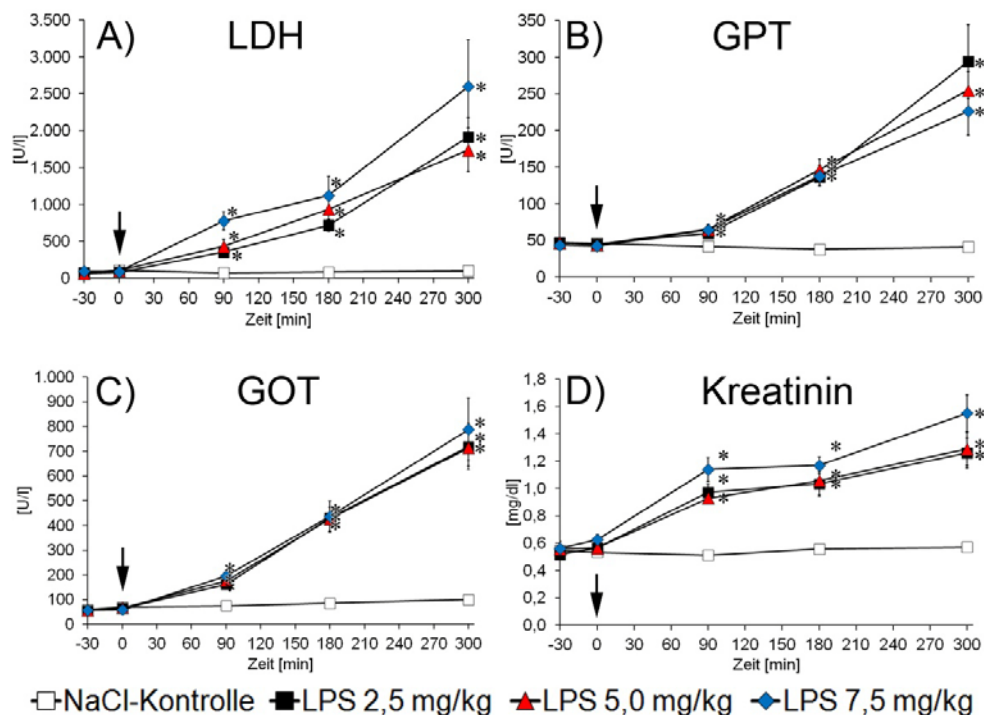 A) LDH
3.500
3.000
2.500
2.000
1.500
1.000
500
0
[U/l]
-30 0 30 60 90 120 150 180 210 240 270 300
Zeit [min]
* * * * * * * * *
B) GPT
350
300
250
200
150
100
50
0
[U/l]
-30 0 30 60 90 120 150 180 210 240 270 300
Zeit [min]
* * * * * * * * *
C) GOT
1.000
900
800
700
600
500
400
300
200
100
0
[U/l]
-30 0 30 60 90 120 150 180 210 240 270 300
Zeit [min]
* * * * * * * * *
D) Kreatinin
1,8
1,6
1,4
1,2
1,0
0,8
0,6
0,4
0,2
0,0
[mg/dl]
-30 0 30 60 90 120 150 180 210 240 270 300
Zeit [min]
* * * * * * * * *
NaCl-Kontrolle LPS 2,5 mg/kg LPS 5,0 mg/kg LPS 7,5 mg/kg